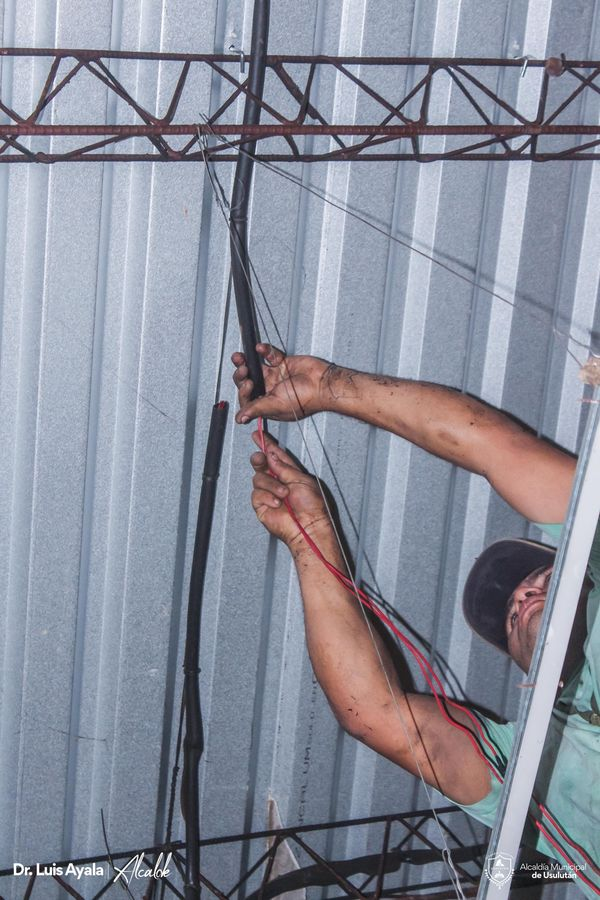 Dr. Luis Ayala Alcalde
Alcaldía Municipal
de Usulután